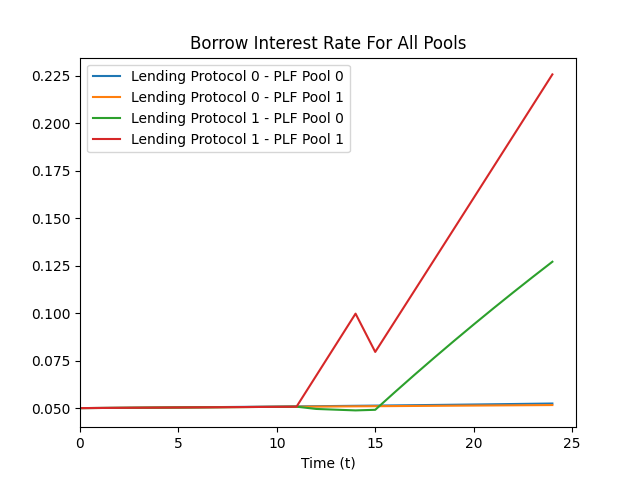 Borrow Interest Rate For All Pools
Lending Protocol 0 - PLF Pool 0
Lending Protocol 0 - PLF Pool 1
Lending Protocol 1 - PLF Pool 0
Lending Protocol 1 - PLF Pool 1
0.225
0.200
0.175
0.150
0.125
0.100
0.075
0.050
0 5 10 15 20 25
Time (t)